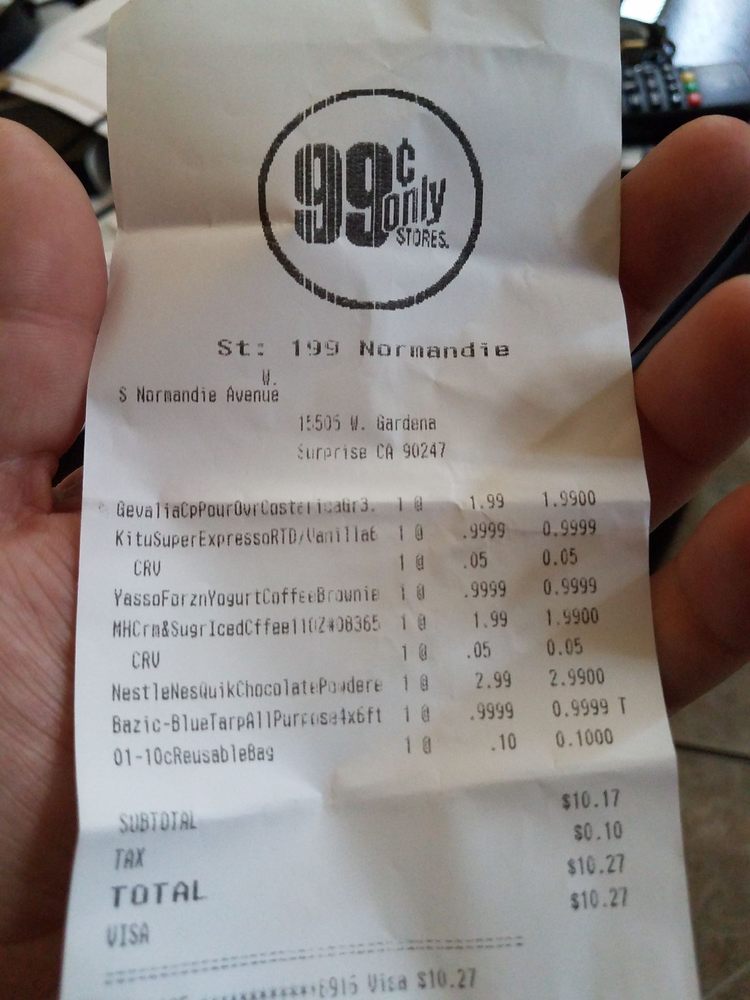 99¢ only
STORES.
St: 199 Normandie
W.
S Normandie Avenue
15505 W. Gardena
Surprise CA 90247
GevaliaCpPourOvrCostaricaGr3. 1 @ 1.99 1.9900
KituSuperExpressoRTD/Vanilla6 1 @ .9999 0.9999
CRV 1 @ .05 0.05
YassoForznYogurtCoffeeBrownie 1 @ .9999 0.9999
MHCrm&SugrIcedCffee11OZ#08365 1 @ 1.99 1.9900
CRV 1 @ .05 0.05
NestleNesQuikChocolatePowdere 1 @ 2.99 2.9900
Bazic-BlueTarpAllPurpose4x6ft 1 @ .9999 0.9999 T
01-10cReusableBag 1 @ .10 0.1000
SUBTOTAL $10.17
TAX $0.10
TOTAL $10.27
VISA $10.27
Visa $10.27